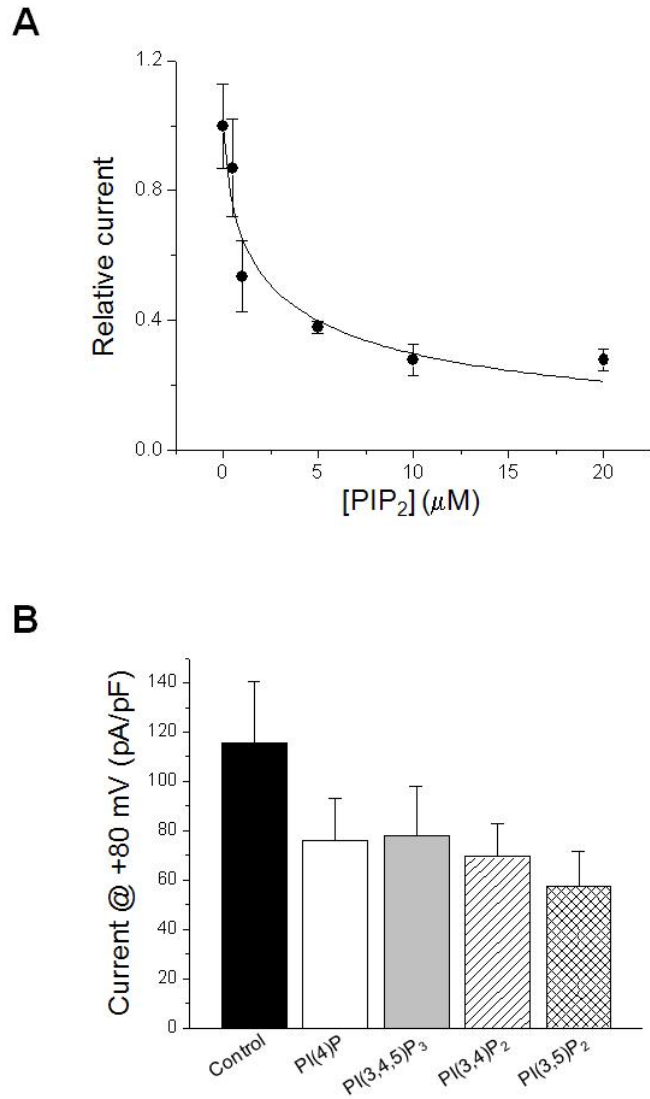 A
Relative current
1.2
0.8
0.4
0.0
0 5 10 15 20
[PIP₂] (μM)
B
Current @ +80 mV (pA/pF)
140
120
100
80
60
40
20
0
Control PI(4)P PI(3,4,5)P₃ PI(3,4)P₂ PI(3,5)P₂